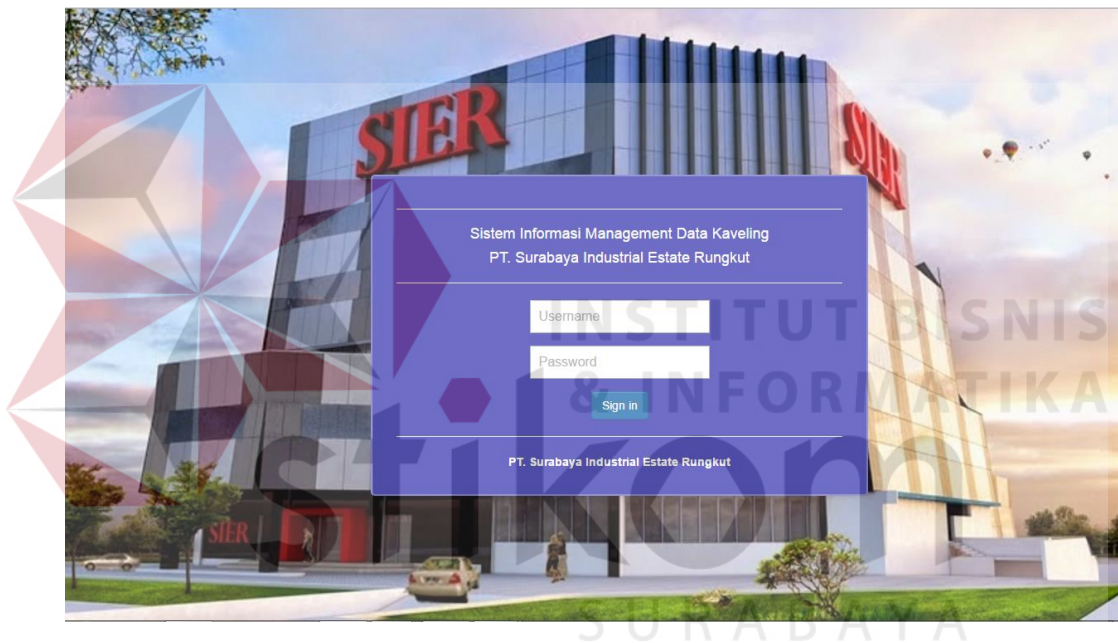 SIER
SIER
Sistem Informasi Management Data Kaveling
PT. Surabaya Industrial Estate Rungkut
Username
Password
Sign in
PT. Surabaya Industrial Estate Rungkut
SIER
INSTITUT BISNIS
& INFORMATIKA
stikom
SURABAYA